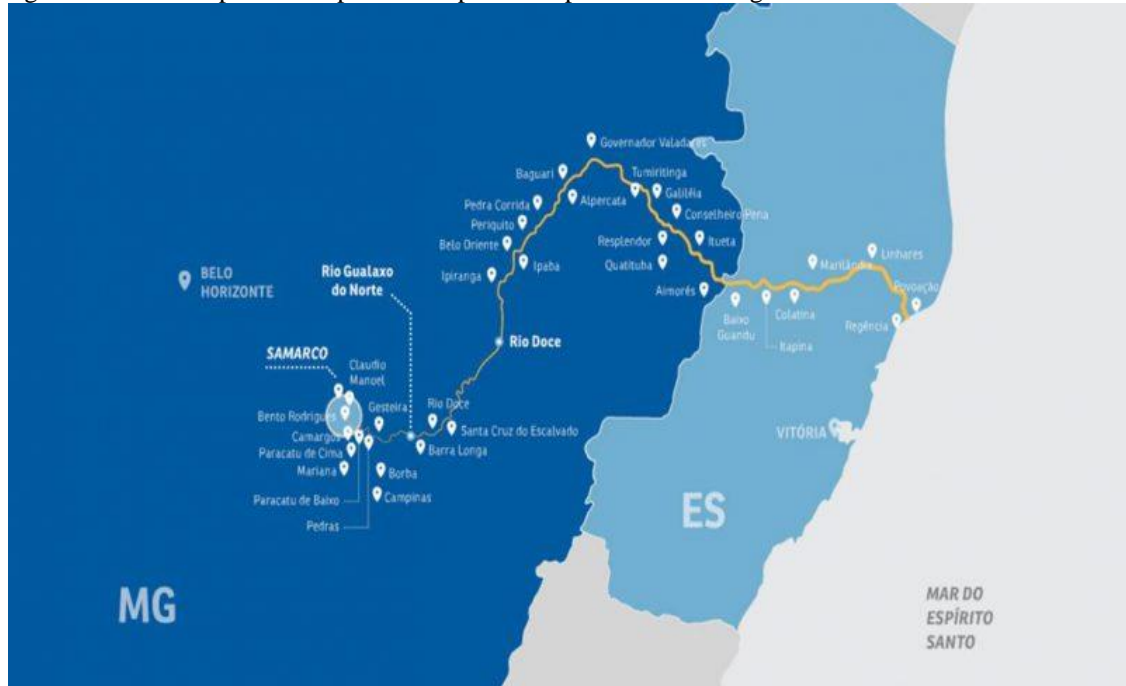 Governador Valadares
Baguari
Tumiritinga
Alpercata
Galiléia
Pedra Corrida
Conselheiro Pena
Periquito
Resplendor
Itueta
Belo Oriente
Quatituba
Ipaba
Ipiranga
Aimorés
Marilândia
Linhares
Povoação
Baixo
Guandu
Colatina
Regência
Itapina
BELO
HORIZONTE
Rio Gualaxo
do Norte
Rio Doce
SAMARCO
Claudio
Manoel
Gesteira
Rio Doce
Bento Rodrigues
Santa Cruz do Escalvado
Camargos
Barra Longa
Paracatu de Cima
Mariana
Borba
Paracatu de Baixo
Campinas
Pedras
VITÓRIA
ES
MG
MAR DO
ESPÍRITO
SANTO